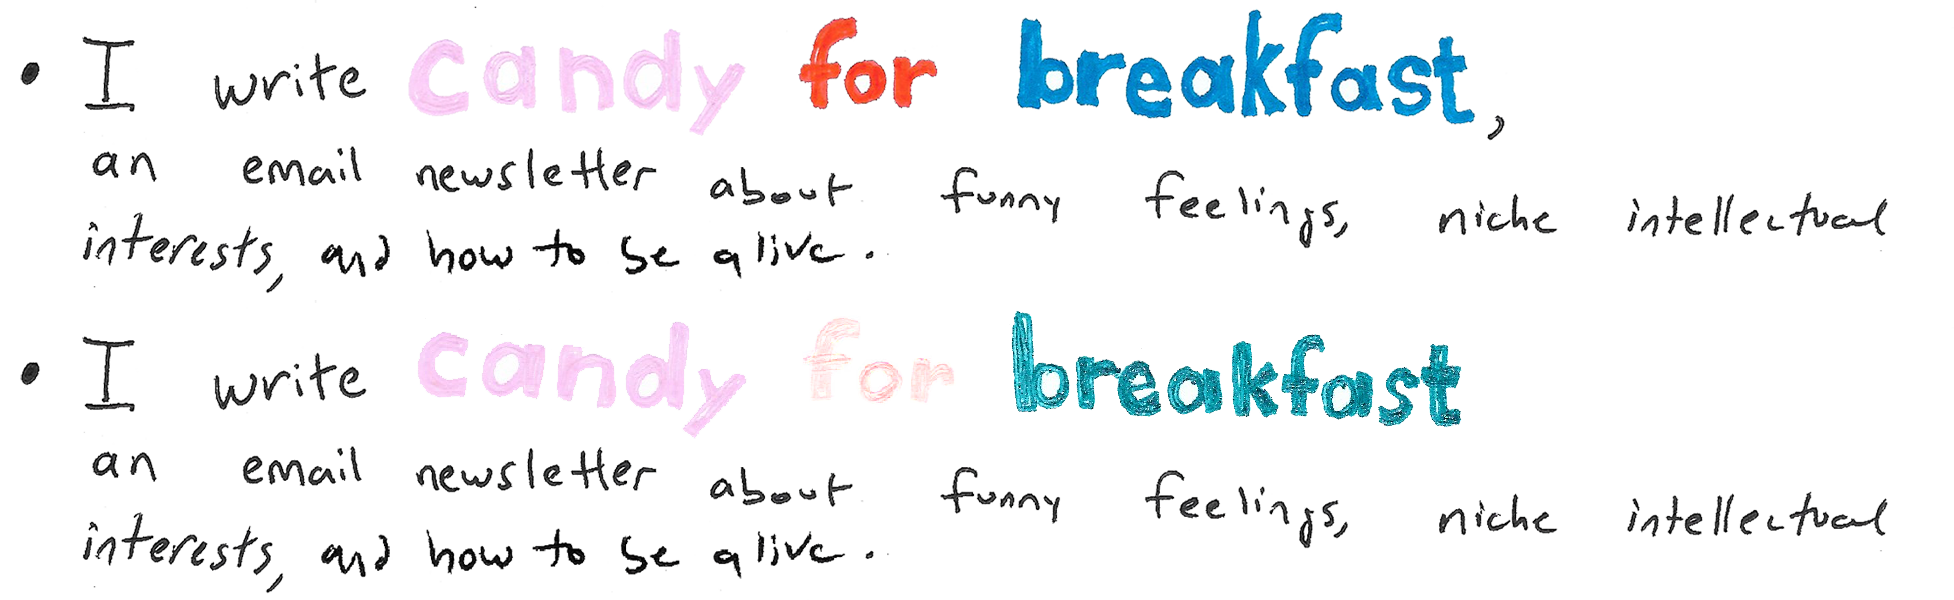 • I write candy for breakfast,
an email newsletter about funny feelings, niche intellectual
interests, and how to be alive.
• I write candy for breakfast
an email newsletter about funny feelings, niche intellectual
interests, and how to be alive.